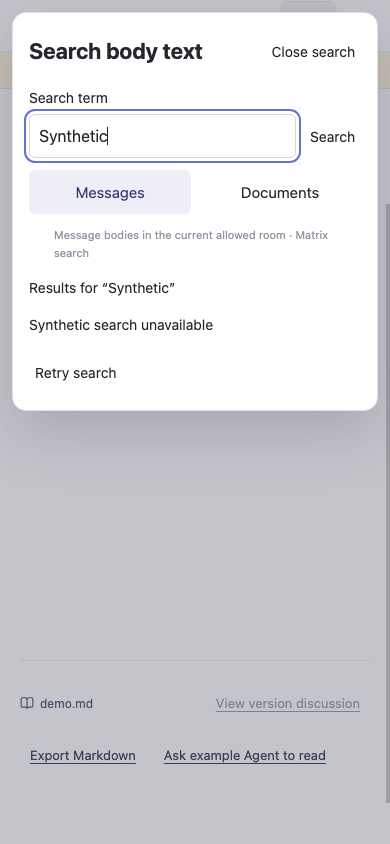 Search body text
Close search
Search term
Synthetic
Search
Messages
Documents
Message bodies in the current allowed room · Matrix
search
Results for “Synthetic”
Synthetic search unavailable
Retry search
demo.md
View version discussion
Export Markdown
Ask example Agent to read